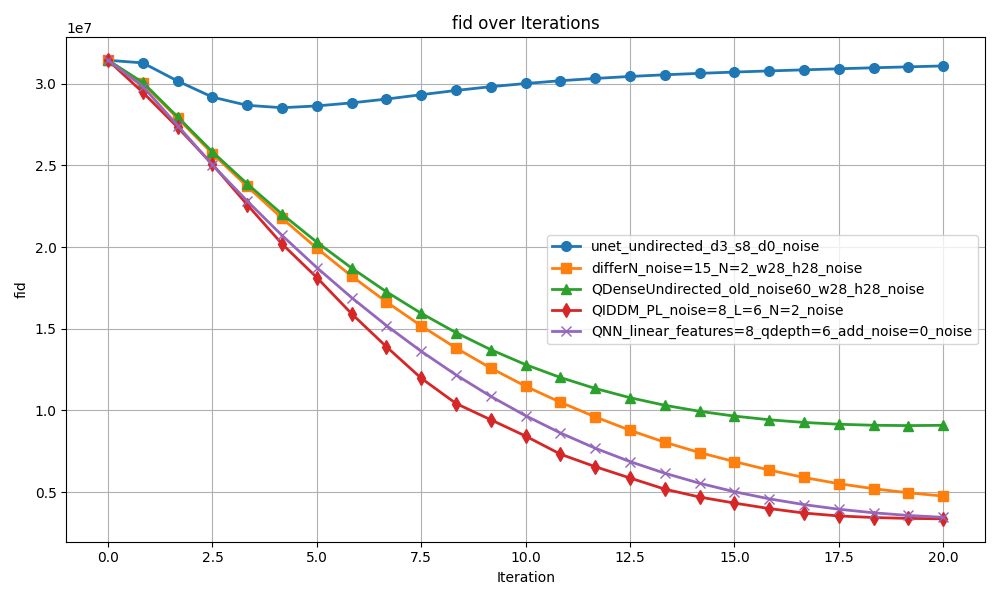 fid over Iterations
1e7
3.0
2.5
2.0
1.5
1.0
0.5
fid
unet_undirected_d3_s8_d0_noise
differN_noise=15_N=2_w28_h28_noise
QDenseUndirected_old_noise60_w28_h28_noise
QIDDM_PL_noise=8_L=6_N=2_noise
QNN_linear_features=8_qdepth=6_add_noise=0_noise
0.0 2.5 5.0 7.5 10.0 12.5 15.0 17.5 20.0
Iteration